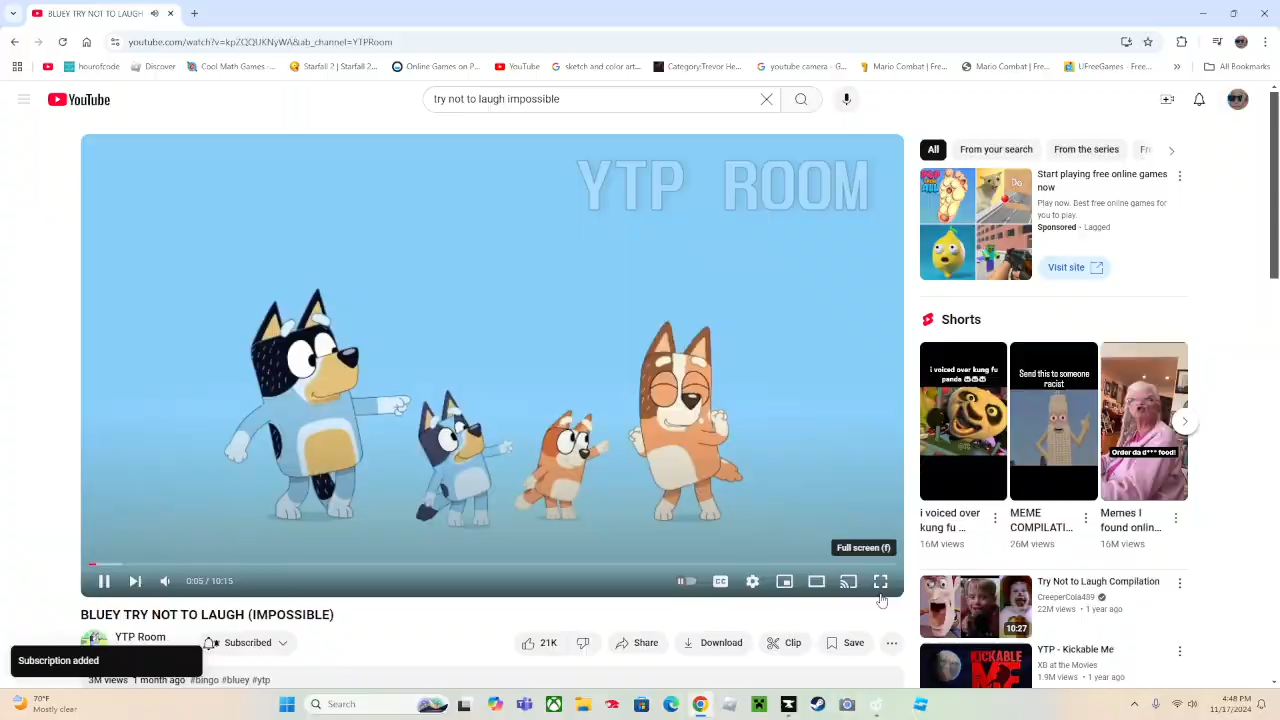 BLUEY TRY NOT TO LAUGH
youtube.com/watch?v=kpZQQUKNyWA&ab_channel=YTPRoom
hourofcode
Discover
Cool Math Games -...
Starfall 2 | Starfall 2...
Online Games on P...
YouTube
sketch and color art...
Category:Trevor He...
youtube camera - G...
Mario Combat | Fre...
Mario Combat | Fre...
UFreeGames - Free...
All Bookmarks
YouTube
try not to laugh impossible
YTP ROOM
All
From your search
From the series
Start playing free online games
now
Play now. Best free online games for
you to play.
Sponsored · Lagged
Visit site
Shorts
i voiced over kung fu
panda
Send this to someone
racist
Order da d*** food!
i voiced over
kung fu ...
16M views
MEME
COMPILATI...
26M views
Memes I
found onlin...
16M views
Full screen (f)
0:05 / 10:15
CC
BLUEY TRY NOT TO LAUGH (IMPOSSIBLE)
YTP Room
Subscribed
21K
Share
Download
Clip
Save
Subscription added
3M views 1 month ago #bingo #bluey #ytp
Try Not to Laugh Compilation
CreeperCola489
22M views · 1 year ago
10:27
YTP - Kickable Me
XB at the Movies
1.9M views · 1 year ago
KICKABLE
ME
70°F
Mostly clear
Search
4:48 PM
11/17/2024